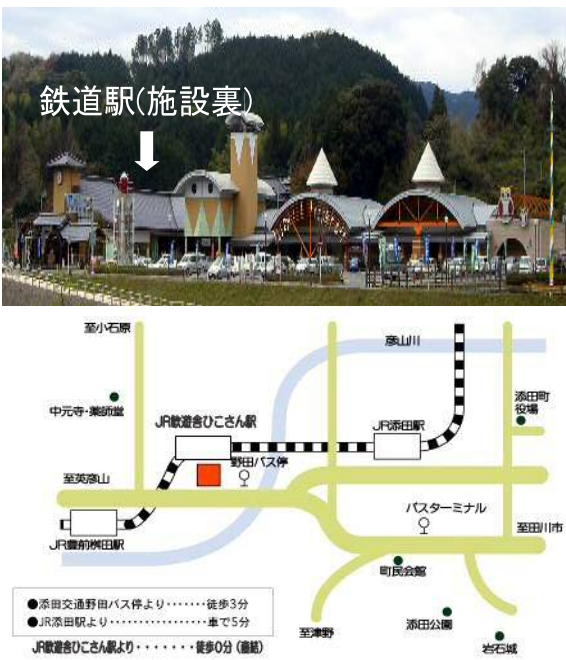 鉄道駅(施設裏)
至小石原
彦山川
中元寺・薬師堂
添田町
役場
JR歓遊舎ひこさん駅
JR添田駅
野田バス停
至英彦山
バスターミナル
至田川市
JR豊前桝田駅
町民会館
至津野
添田公園
岩石城
●添田交通野田バス停より・・・・・・・徒歩3分
●JR添田駅より・・・・・・・・・・・・・・・・車で5分
JR歓遊舎ひこさん駅より・・・・・・・徒歩0分(直結)